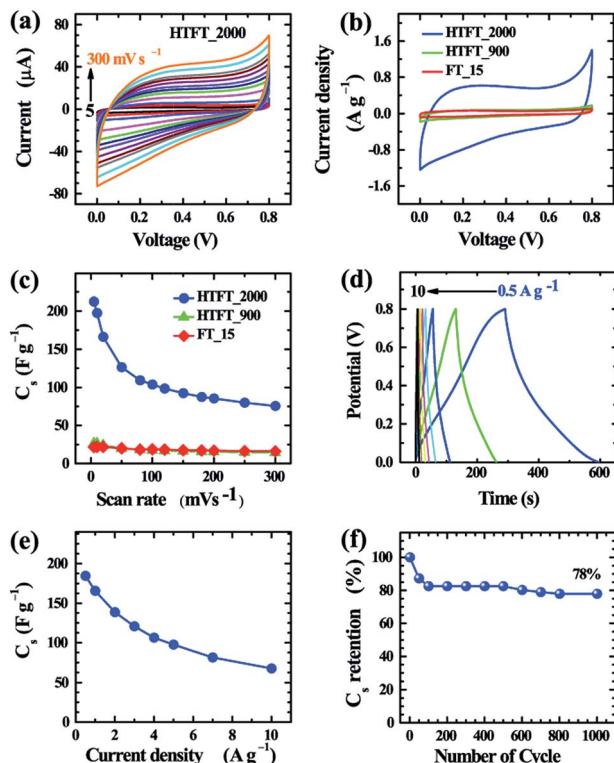 (a)
HTFT_2000
300 mV s ⁻¹
5
Current (μA)
80
40
0
-40
-80
0.0 0.2 0.4 0.6 0.8
Voltage (V)
(b)
HTFT_2000
HTFT_900
FT_15
Current density
(A g⁻¹)
1.6
0.8
0.0
-0.8
-1.6
0.0 0.2 0.4 0.6 0.8
Voltage (V)
(c)
HTFT_2000
HTFT_900
FT_15
Cₛ (F g⁻¹)
200
150
100
50
0
0 100 200 300
Scan rate (mVs⁻¹)
(d)
10 0.5 A g⁻¹
Potential (V)
1.2
0.8
0.4
0.0
0 200 400 600
Time (s)
(e)
Cₛ (F g⁻¹)
200
150
100
50
0
0 2 4 6 8 10
Current density (A g⁻¹)
(f)
78%
Cₛ retention (%)
100
80
60
40
20
0
0 200 400 600 800 1000
Number of Cycle